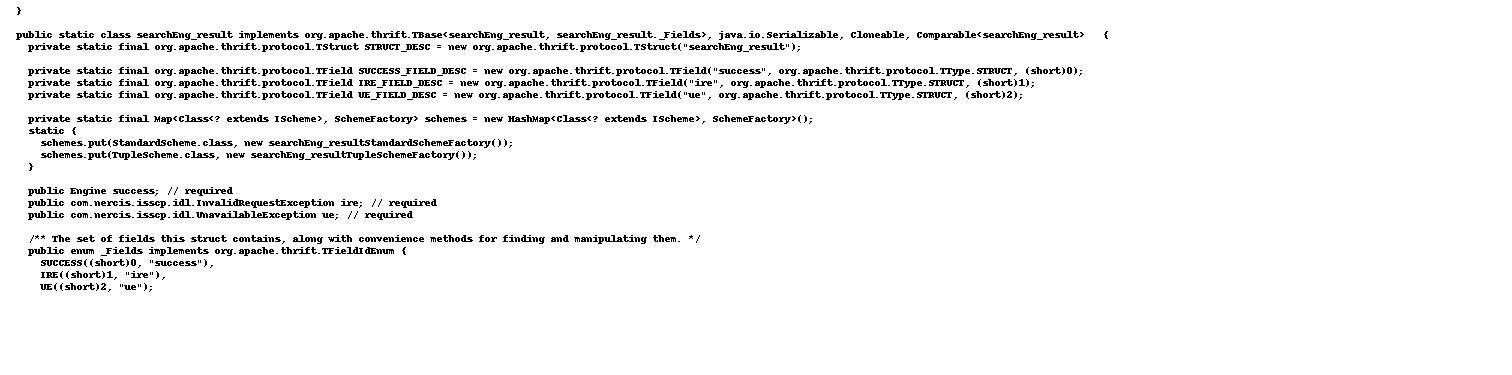 }
public static class searchEng_result implements org.apache.thrift.TBase<searchEng_result, searchEng_result._Fields>, java.io.Serializable, Cloneable, Comparable<searchEng_result>   {
private static final org.apache.thrift.protocol.TStruct STRUCT_DESC = new org.apache.thrift.protocol.TStruct("searchEng_result");
private static final org.apache.thrift.protocol.TField SUCCESS_FIELD_DESC = new org.apache.thrift.protocol.TField("success", org.apache.thrift.protocol.TType.STRUCT, (short)0);
private static final org.apache.thrift.protocol.TField IRE_FIELD_DESC = new org.apache.thrift.protocol.TField("ire", org.apache.thrift.protocol.TType.STRUCT, (short)1);
private static final org.apache.thrift.protocol.TField UE_FIELD_DESC = new org.apache.thrift.protocol.TField("ue", org.apache.thrift.protocol.TType.STRUCT, (short)2);
private static final Map<Class<? extends IScheme>, SchemeFactory> schemes = new HashMap<Class<? extends IScheme>, SchemeFactory>();
static {
schemes.put(StandardScheme.class, new searchEng_resultStandardSchemeFactory());
schemes.put(TupleScheme.class, new searchEng_resultTupleSchemeFactory());
}
public Engine success; // required
public com.nercis.isscp.idl.InvalidRequestException ire; // required
public com.nercis.isscp.idl.UnavailableException ue; // required
/** The set of fields this struct contains, along with convenience methods for finding and manipulating them. */
public enum _Fields implements org.apache.thrift.TFieldIdEnum {
SUCCESS((short)0, "success"),
IRE((short)1, "ire"),
UE((short)2, "ue");